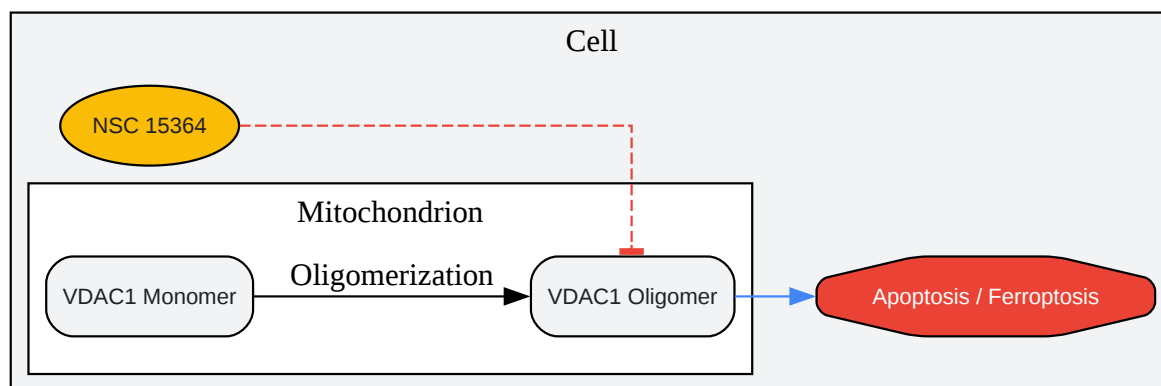 Cell
NSC 15364
Mitochondrion
Oligomerization
VDAC1 Monomer
VDAC1 Oligomer
Apoptosis / Ferroptosis